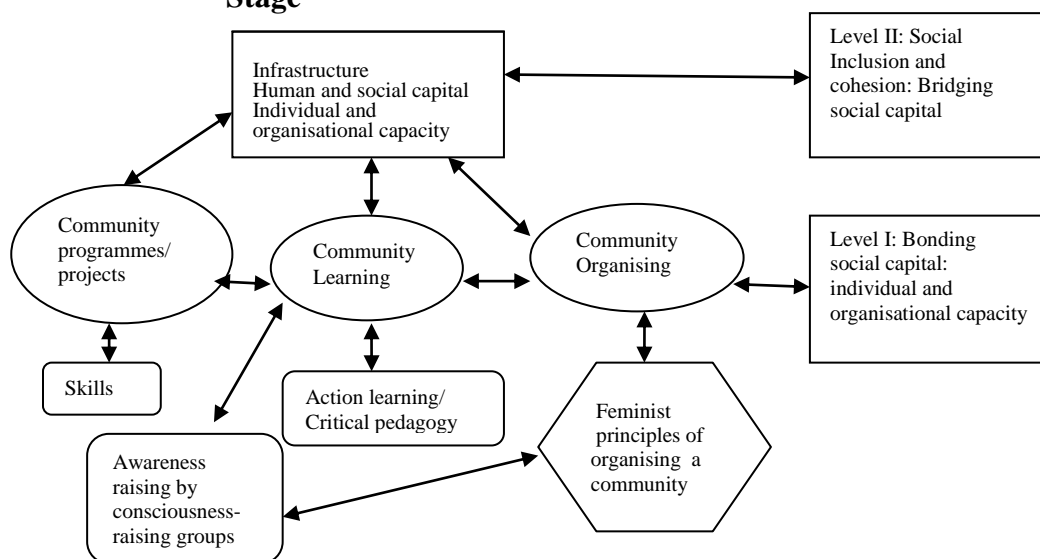 Stage
Infrastructure
Human and social capital
Individual and
organisational capacity
Level II: Social
Inclusion and
cohesion: Bridging
social capital
Community
programmes/
projects
Community
Learning
Community
Organising
Level I: Bonding
social capital:
individual and
organisational capacity
Skills
Action learning/
Critical pedagogy
Feminist
principles of
organising a
community
Awareness
raising by
consciousness-
raising groups